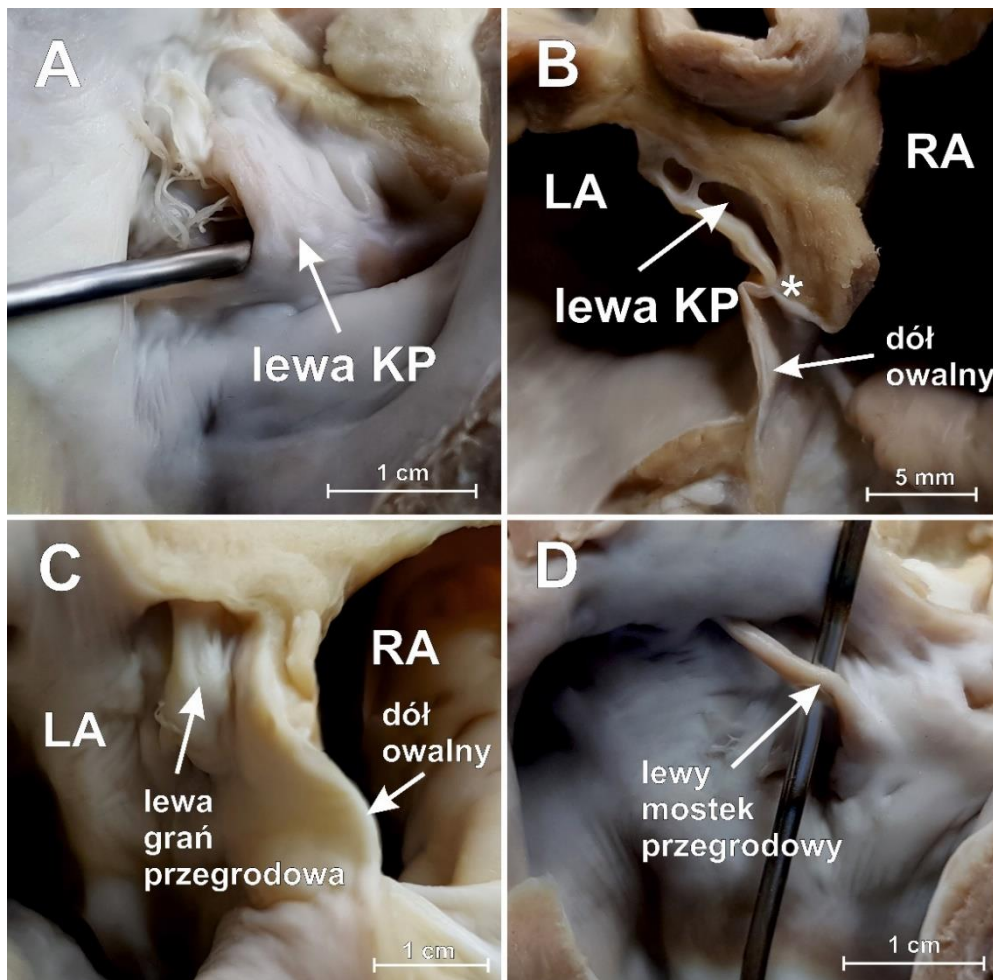 A
lewa KP
1 cm
B
LA
RA
lewa KP
*
dół
owalny
5 mm
C
RA
LA
dół
owalny
lewa
grań
przegrodowa
1 cm
D
lewy
mostek
przegrodowy
1 cm